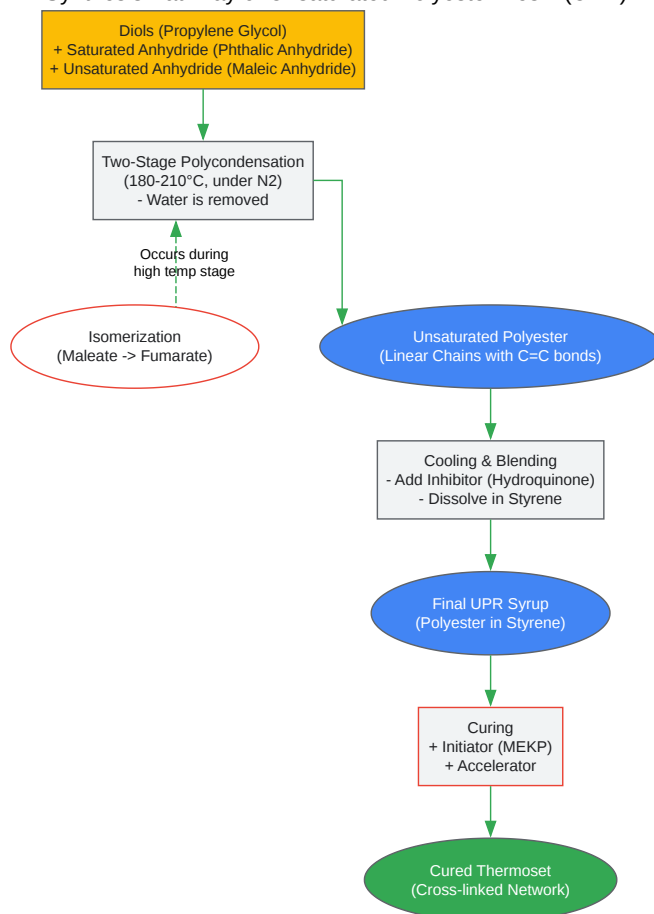 Diols (Propylene Glycol)
+ Saturated Anhydride (Phthalic Anhydride)
+ Unsaturated Anhydride (Maleic Anhydride)
Two-Stage Polycondensation
(180-210°C, under N2)
- Water is removed
Occurs during
high temp stage
Isomerization
(Maleate -> Fumarate)
Unsaturated Polyester
(Linear Chains with C=C bonds)
Cooling & Blending
- Add Inhibitor (Hydroquinone)
- Dissolve in Styrene
Final UPR Syrup
(Polyester in Styrene)
Curing
+ Initiator (MEKP)
+ Accelerator
Cured Thermoset
(Cross-linked Network)